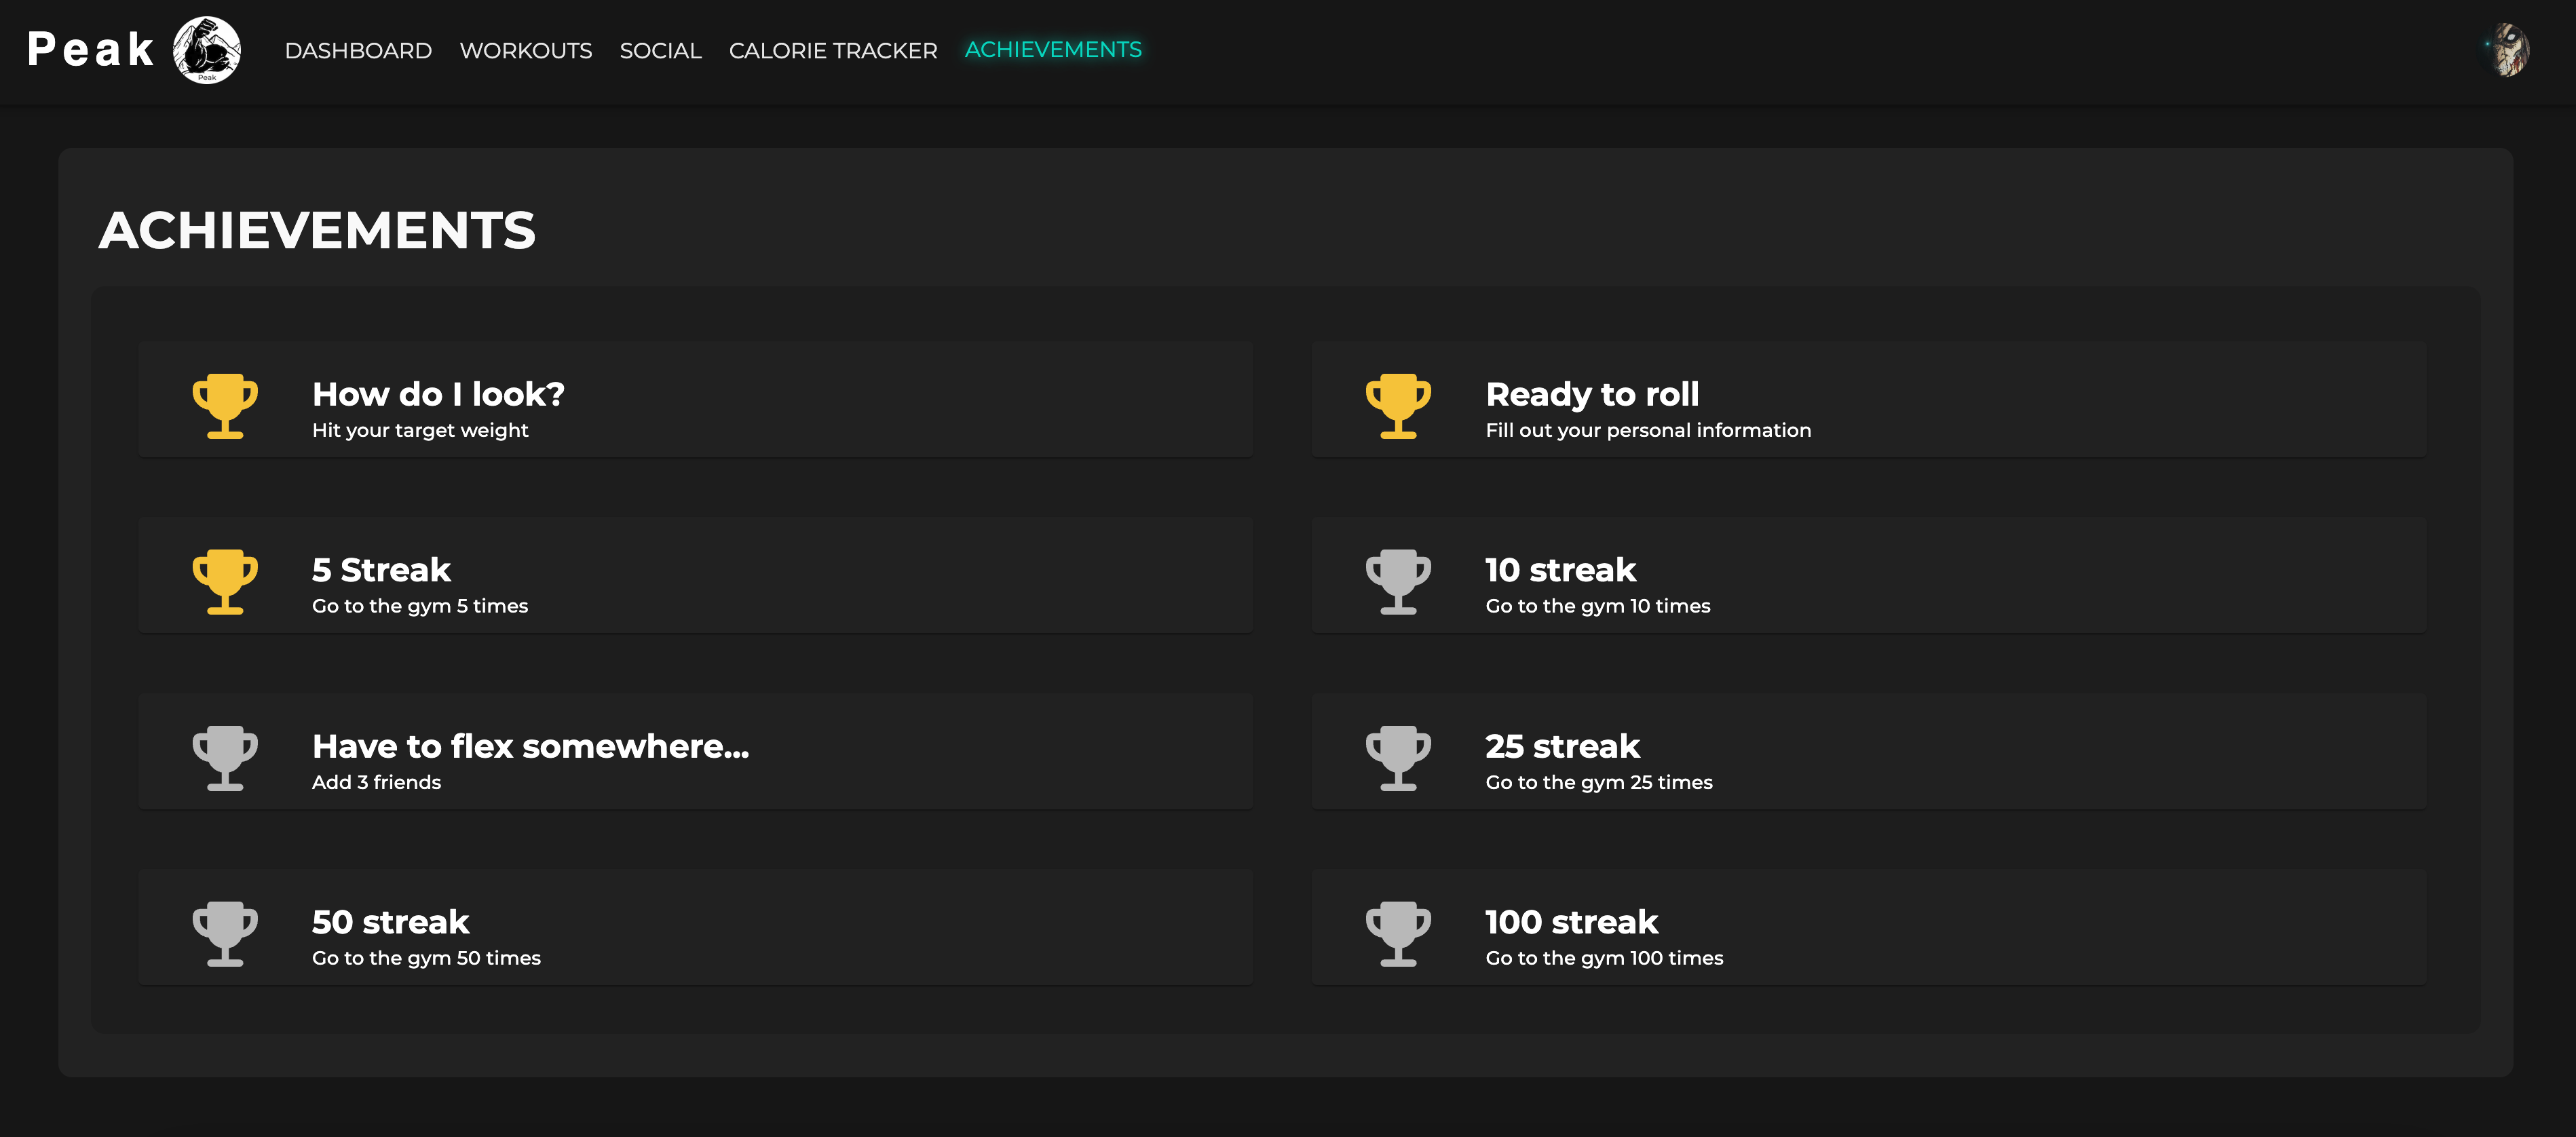 Peak
Peak
DASHBOARD WORKOUTS SOCIAL CALORIE TRACKER ACHIEVEMENTS
ACHIEVEMENTS
How do I look?
Hit your target weight
Ready to roll
Fill out your personal information
5 Streak
Go to the gym 5 times
10 streak
Go to the gym 10 times
Have to flex somewhere...
Add 3 friends
25 streak
Go to the gym 25 times
50 streak
Go to the gym 50 times
100 streak
Go to the gym 100 times